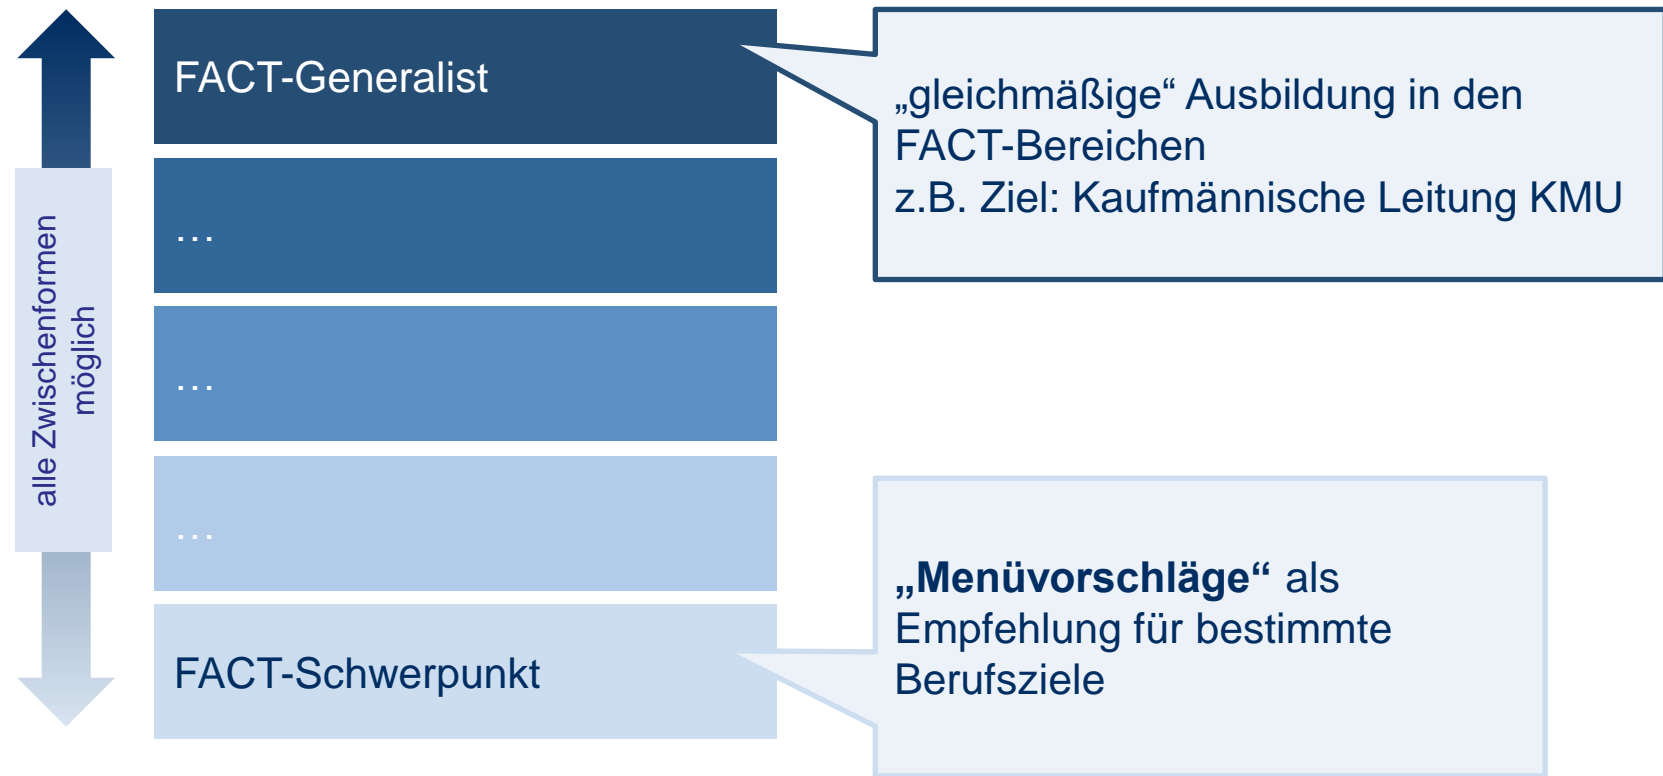 FACT-Generalist
„gleichmäßige“ Ausbildung in den
FACT-Bereichen
z.B. Ziel: Kaufmännische Leitung KMU
alle Zwischenformen
möglich
…
…
…
FACT-Schwerpunkt
„Menüvorschläge“ als
Empfehlung für bestimmte
Berufsziele